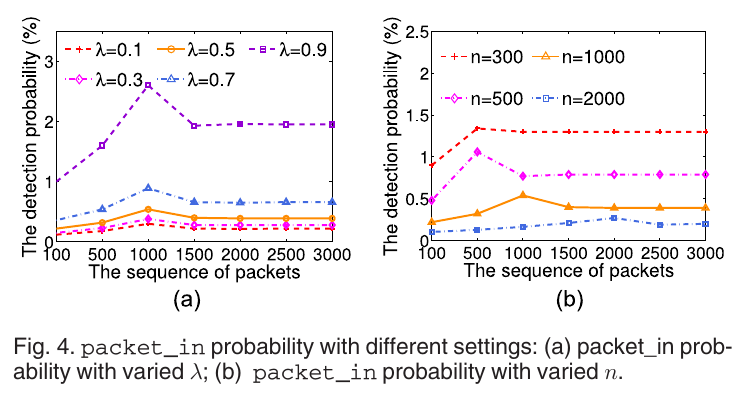 The detection probability (%)
3
2
1
0
λ=0.1
λ=0.5
λ=0.9
λ=0.3
λ=0.7
100 500 1000 1500 2000 2500 3000
The sequence of packets
(a)
The detection probability (%)
2.5
2
1.5
1
0.5
0
n=300
n=1000
n=500
n=2000
100 500 1000 1500 2000 2500 3000
The sequence of packets
(b)
Fig. 4. packet_in probability with different settings: (a) packet_in prob-
ability with varied λ; (b) packet_in probability with varied n.